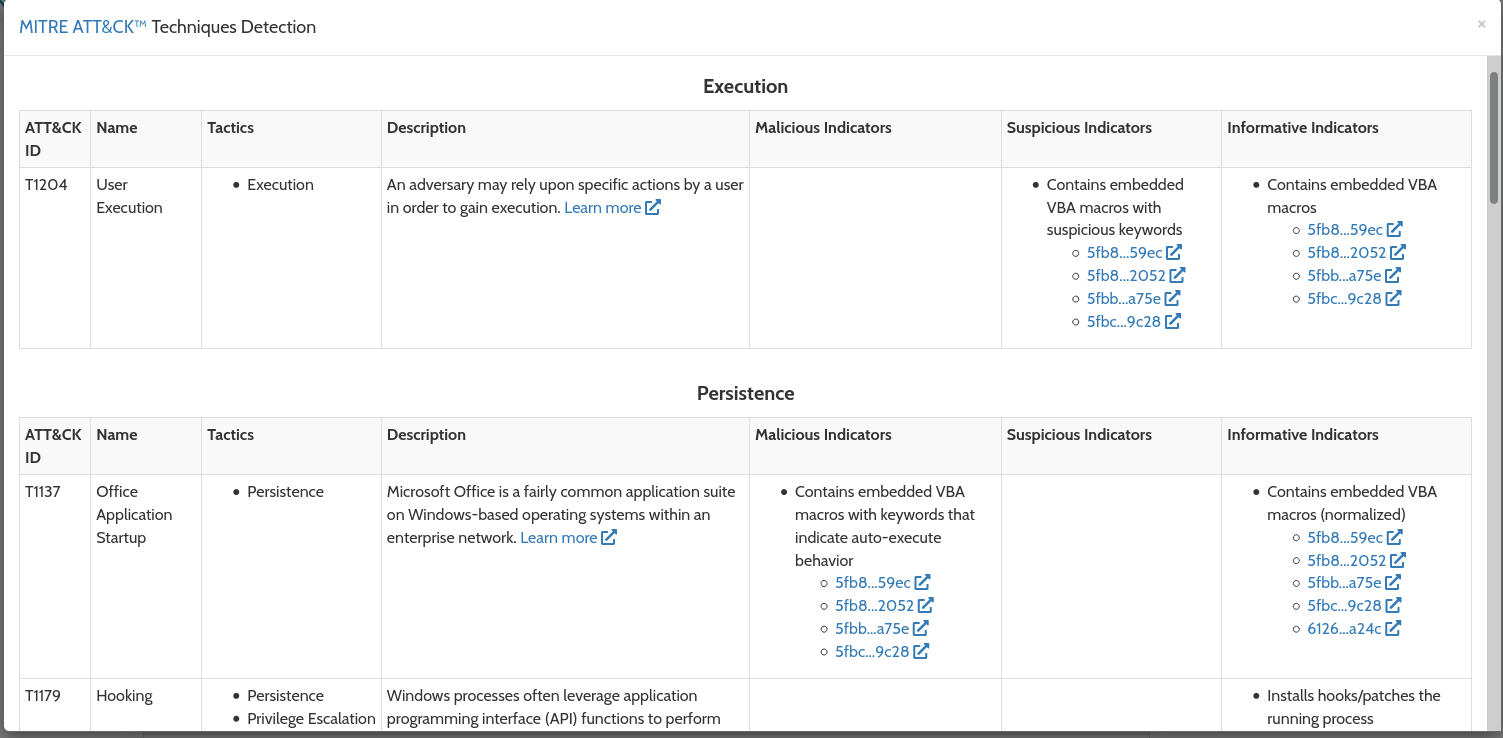 MITRE ATT&CK™ Techniques Detection
×
Execution
ATT&CK ID
Name
Tactics
Description
Malicious Indicators
Suspicious Indicators
Informative Indicators
T1204
User
Execution
Execution
An adversary may rely upon specific actions by a user
in order to gain execution. Learn more
Contains embedded
VBA macros with
suspicious keywords
5fb8...59ec
5fb8...2052
5fbb...a75e
5fbc...9c28
Contains embedded VBA
macros
5fb8...59ec
5fb8...2052
5fbb...a75e
5fbc...9c28
Persistence
ATT&CK ID
Name
Tactics
Description
Malicious Indicators
Suspicious Indicators
Informative Indicators
T1137
Office
Application
Startup
Persistence
Microsoft Office is a fairly common application suite
on Windows-based operating systems within an
enterprise network. Learn more
Contains embedded VBA
macros with keywords that
indicate auto-execute
behavior
5fb8...59ec
5fb8...2052
5fbb...a75e
5fbc...9c28
Contains embedded VBA
macros (normalized)
5fb8...59ec
5fb8...2052
5fbb...a75e
5fbc...9c28
6126...a24c
T1179
Hooking
Persistence
Privilege Escalation
Windows processes often leverage application
programming interface (API) functions to perform
Installs hooks/patches the
running process